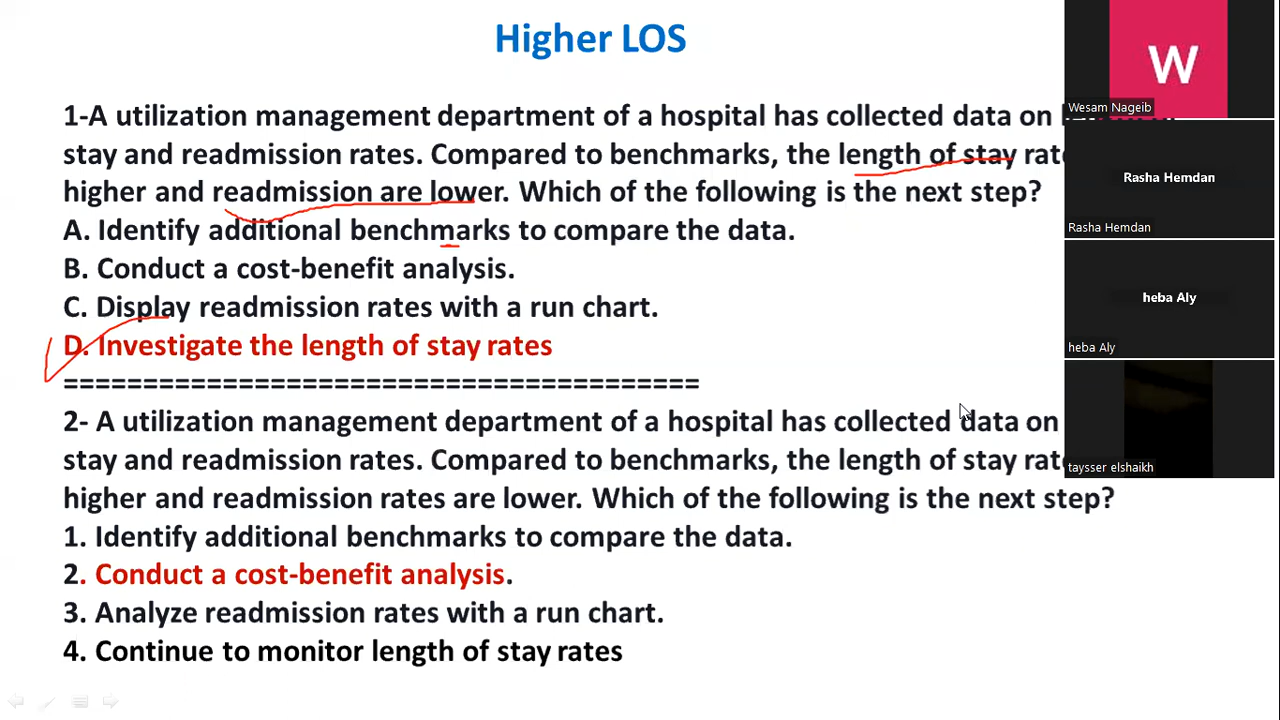 Higher LOS
1-A utilization management department of a hospital has collected data on
stay and readmission rates. Compared to benchmarks, the length of stay
higher and readmission are lower. Which of the following is the next step?
A. Identify additional benchmarks to compare the data.
B. Conduct a cost-benefit analysis.
C. Display readmission rates with a run chart.
D. Investigate the length of stay rates
========================================
2- A utilization management department of a hospital has collected data on
stay and readmission rates. Compared to benchmarks, the length of stay
higher and readmission rates are lower. Which of the following is the next step?
1. Identify additional benchmarks to compare the data.
2. Conduct a cost-benefit analysis.
3. Analyze readmission rates with a run chart.
4. Continue to monitor length of stay rates
W
Wesam Nageib
Rasha Hemdan
Rasha Hemdan
heba Aly
heba Aly
taysser elshaikh